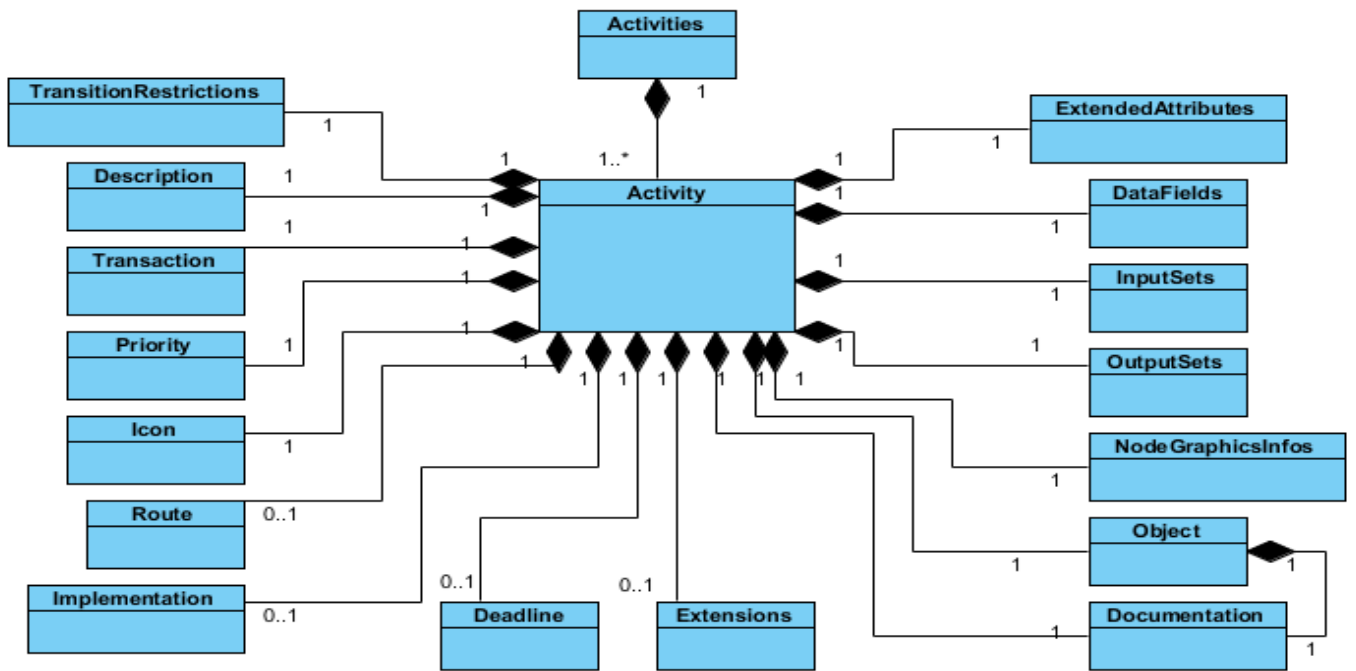 Activities
1
TransitionRestrictions
1
ExtendedAttributes
1
1..*
1
1
Description
1
1
Activity
1
DataFields
1
1
Transaction
1
1
InputSets
1
1
Priority
1
1
1
1
OutputSets
1
1
1
1
1
1
1
Icon
1
NodeGraphicsInfos
1
Route
0..1
Object
1
1
Implementation
0..1
0..1
Deadline
0..1
Extensions
Documentation
1
1